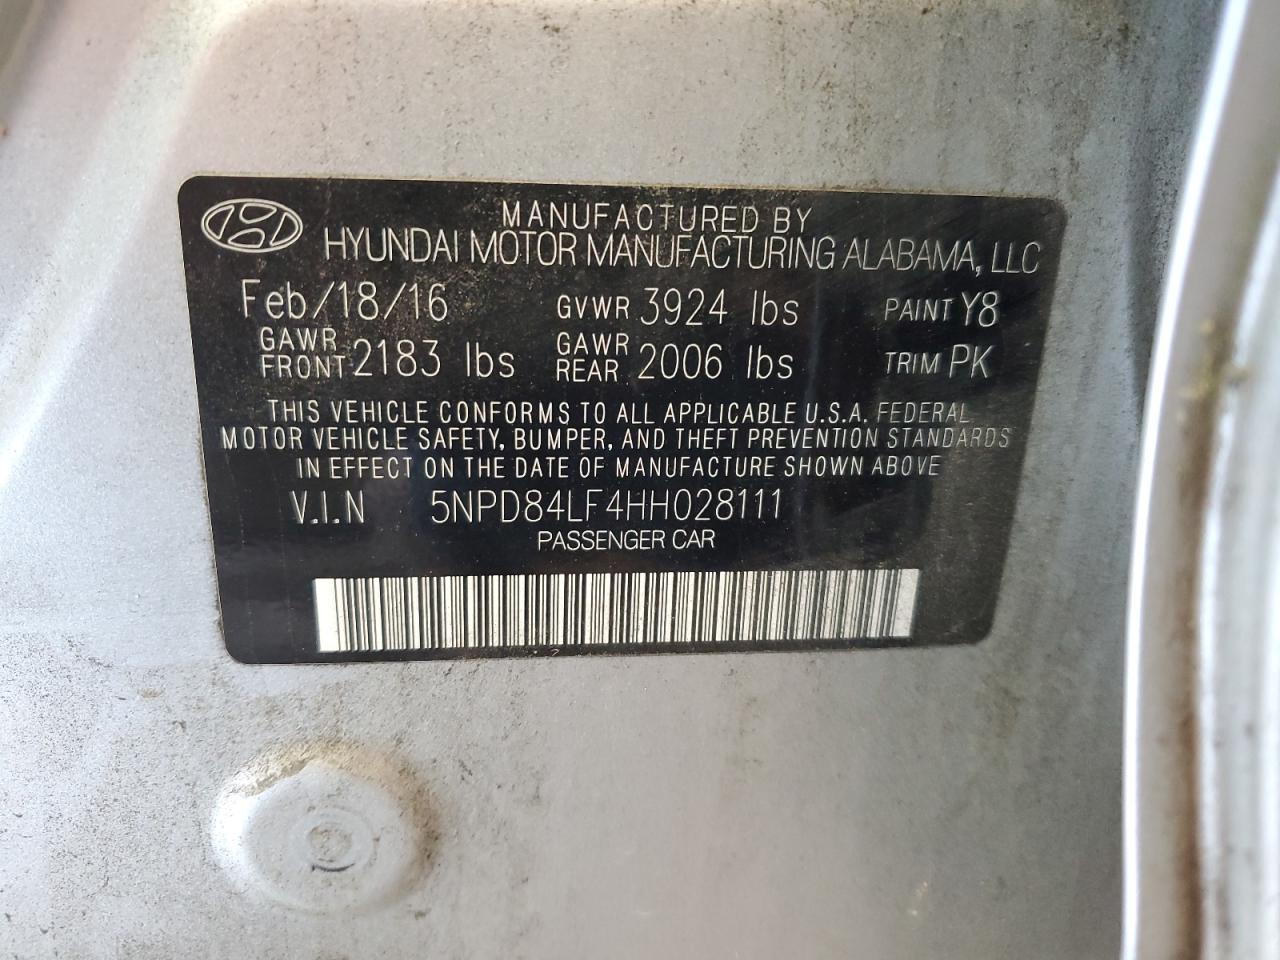 MANUFACTURED BY
HYUNDAI MOTOR MANUFACTURING ALABAMA, LLC
Feb/18/16 GVWR 3924 lbs PAINT Y8
GAWR FRONT 2183 lbs GAWR REAR 2006 lbs TRIM PK
THIS VEHICLE CONFORMS TO ALL APPLICABLE U.S.A. FEDERAL
MOTOR VEHICLE SAFETY, BUMPER, AND THEFT PREVENTION STANDARDS
IN EFFECT ON THE DATE OF MANUFACTURE SHOWN ABOVE
V.I.N 5NPD84LF4HH028111
PASSENGER CAR